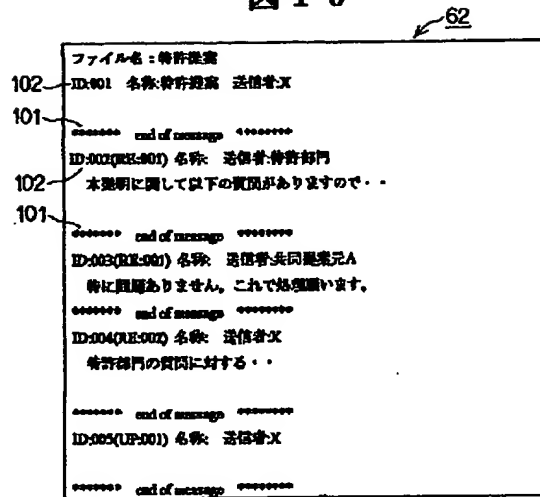 図10
62
ファイル名:特許提案
102 ID:001 名称:特許提案 送信者:X
101
******* end of message ********
ID:002(RE:001) 名称: 送信者:特許部門
102
本発明に関して以下の質問がありますので・・
101
******* end of message ********
ID:003(RE:001) 名称: 送信者:共同提案元A
特に問題ありません。これで処理願います。
******* end of message ********
ID:004(RE:002) 名称: 送信者:X
特許部門の質問に対する・・
******* end of message ********
ID:005(UP:001) 名称: 送信者:X
******* end of message ********